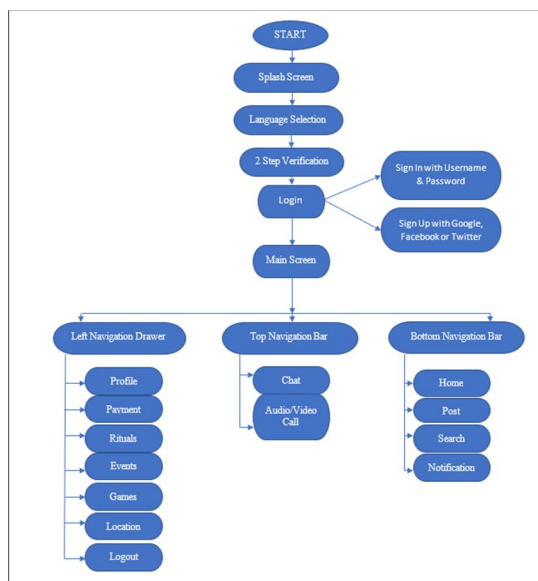 START
Splash Screen
Language Selection
2 Step Verification
Login
Sign In with Username
& Password
Sign Up with Google,
Facebook or Twitter
Main Screen
Left Navigation Drawer
Top Navigation Bar
Bottom Navigation Bar
Profile
Payment
Rituals
Events
Games
Location
Logout
Chat
Audio/Video
Call
Home
Post
Search
Notification